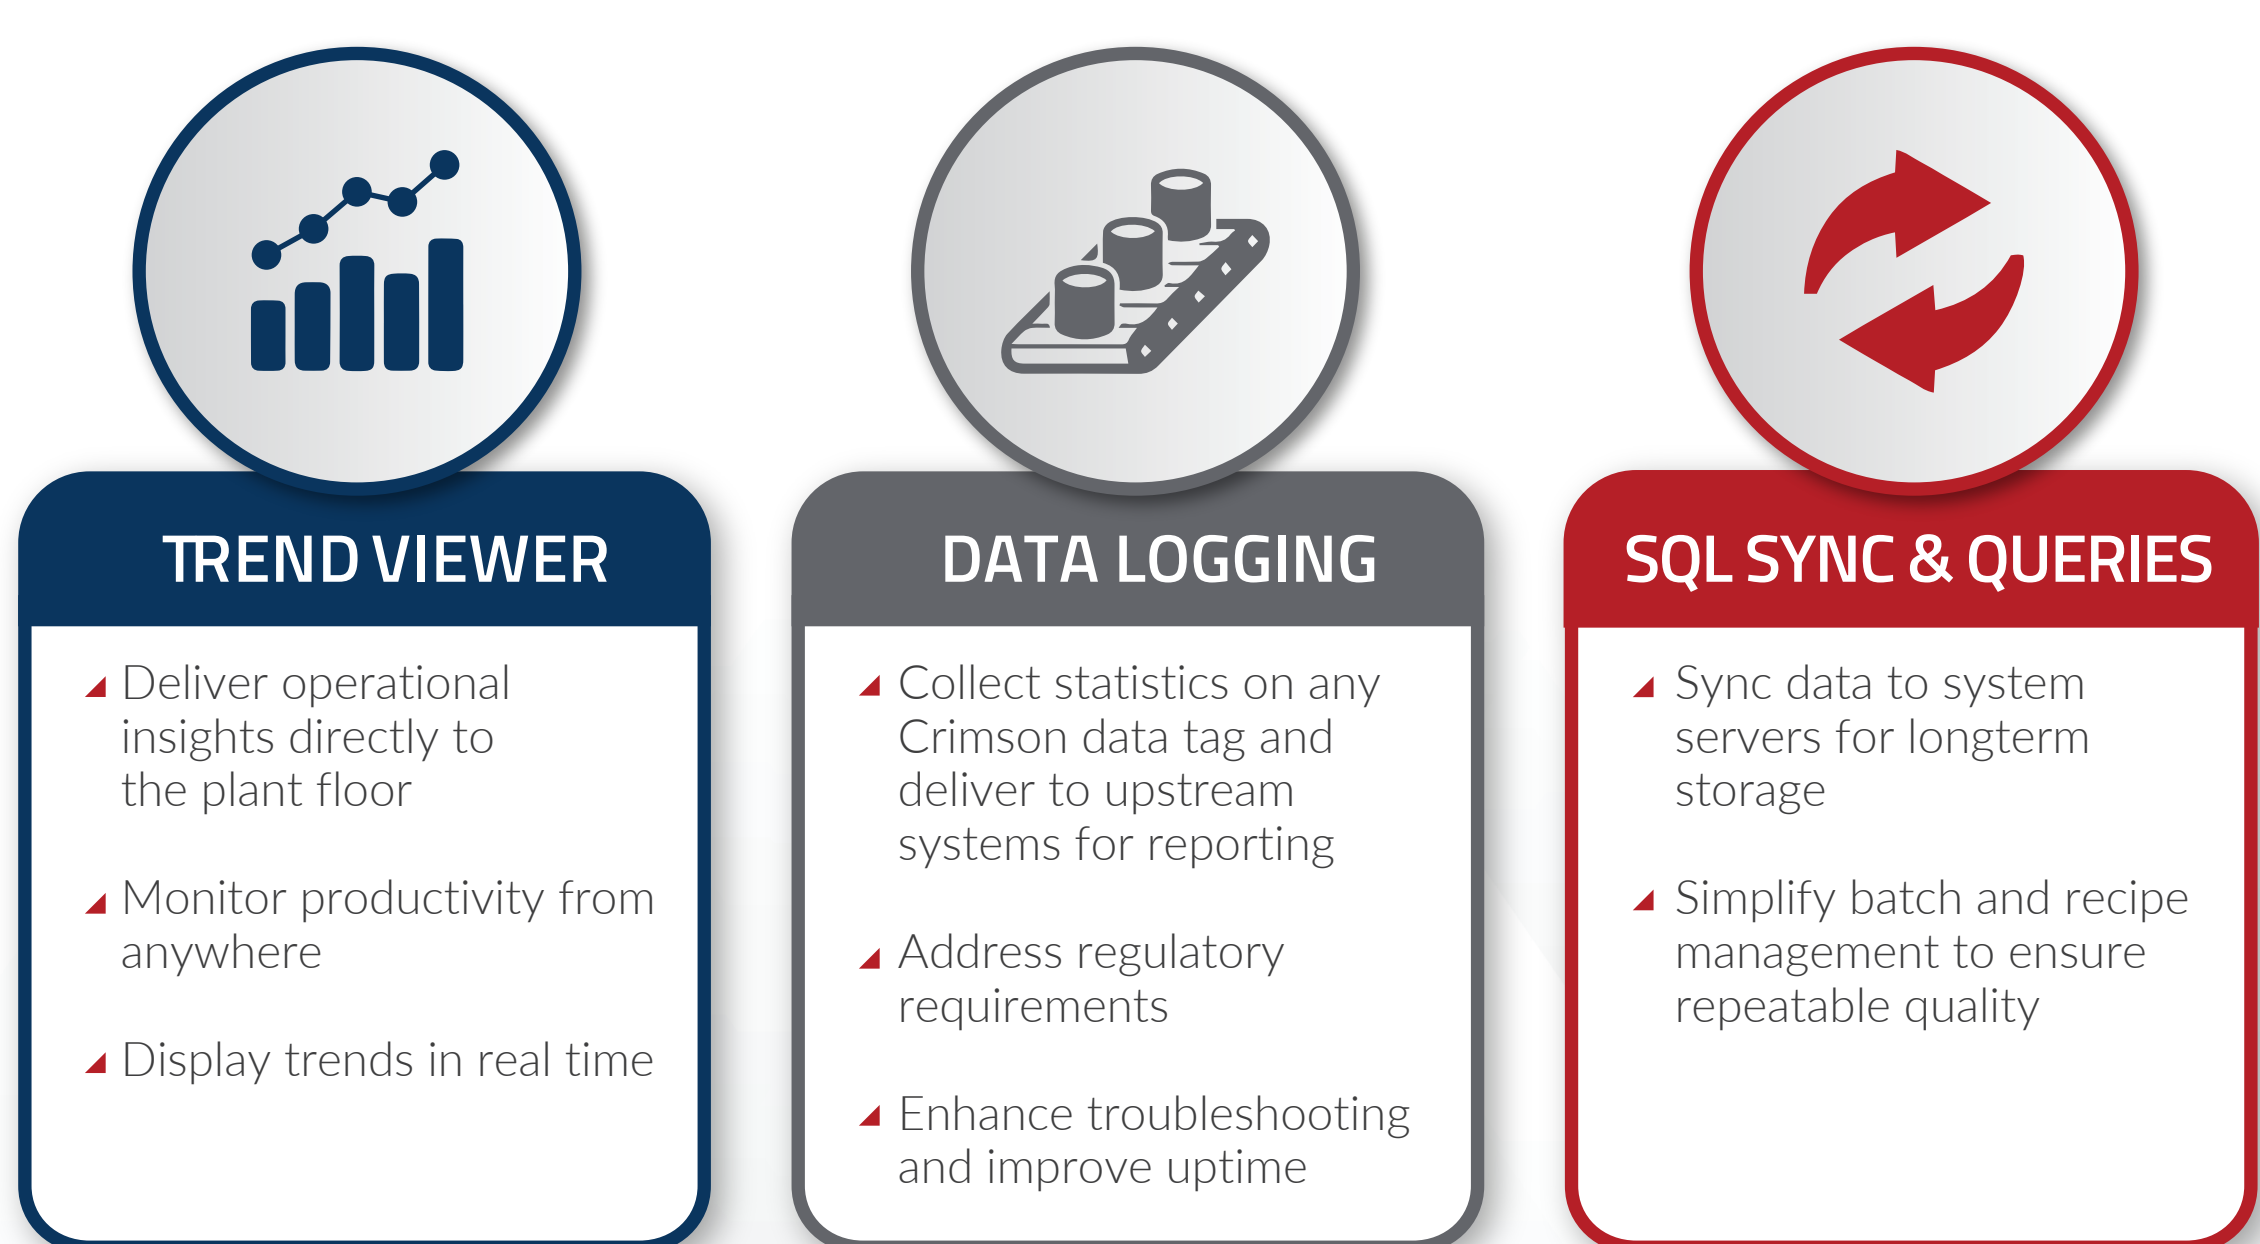 TREND VIEWER
Deliver operational
insights directly to
the plant floor
Monitor productivity from
anywhere
Display trends in real time
DATA LOGGING
Collect statistics on any
Crimson data tag and
deliver to upstream
systems for reporting
Address regulatory
requirements
Enhance troubleshooting
and improve uptime
SQL SYNC & QUERIES
Sync data to system
servers for longterm
storage
Simplify batch and recipe
management to ensure
repeatable quality